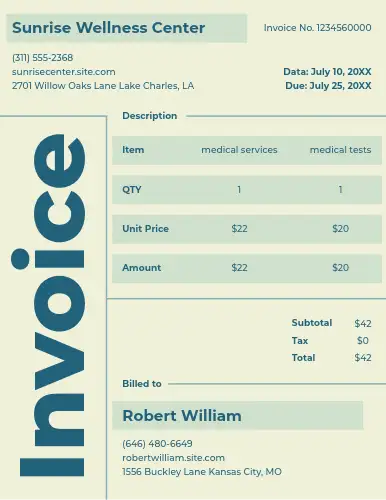 Sunrise Wellness Center
Invoice No. 1234560000
(311) 555-2368
sunrisecenter.site.com
2701 Willow Oaks Lane Lake Charles, LA
Data: July 10, 20XX
Due: July 25, 20XX
Invoice
Description
Item medical services medical tests
QTY 1 1
Unit Price $22 $20
Amount $22 $20
Subtotal $42
Tax $0
Total $42
Billed to
Robert William
(646) 480-6649
robertwilliam.site.com
1556 Buckley Lane Kansas City, MO